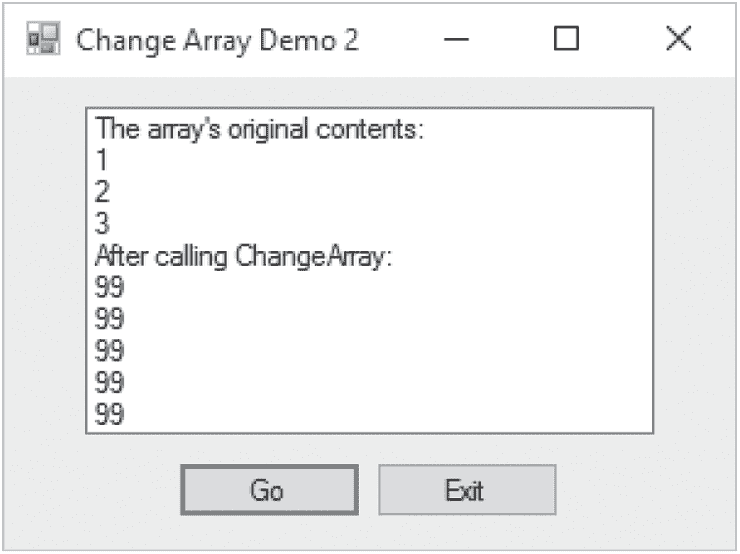 Change Array Demo 2
The array's original contents:
1
2
3
After calling ChangeArray:
99
99
99
99
99
Go Exit